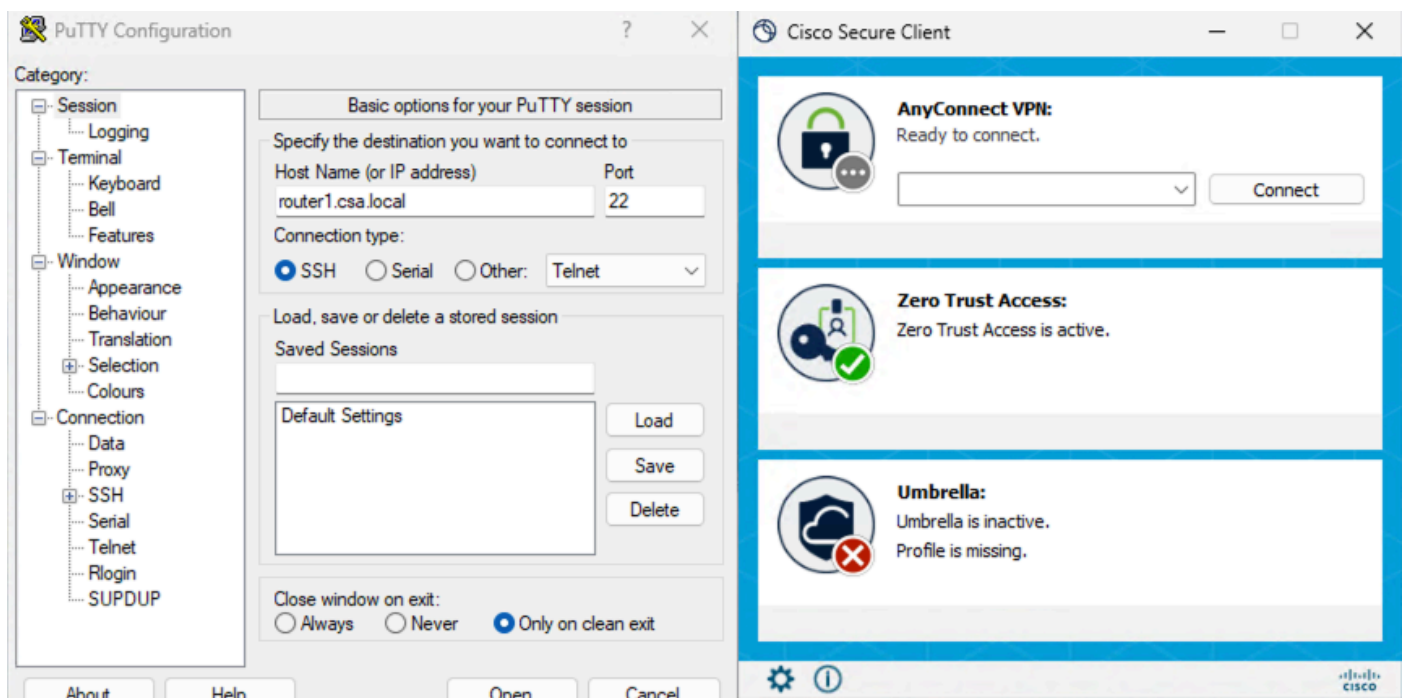 PuTTY Configuration
?
Category:
Session
Logging
Terminal
Keyboard
Bell
Features
Window
Appearance
Behaviour
Translation
Selection
Colours
Connection
Data
Proxy
SSH
Serial
Telnet
Rlogin
SUPDUP
Basic options for your PuTTY session
Specify the destination you want to connect to
Host Name (or IP address) Port
router1.csa.local 22
Connection type:
SSH Serial Other: Telnet
Load, save or delete a stored session
Saved Sessions
Default Settings
Load
Save
Delete
Close window on exit:
Always Never Only on clean exit
About Help Open Cancel
Cisco Secure Client
AnyConnect VPN:
Ready to connect.
Connect
Zero Trust Access:
Zero Trust Access is active.
Umbrella:
Umbrella is inactive.
Profile is missing.
CISCO